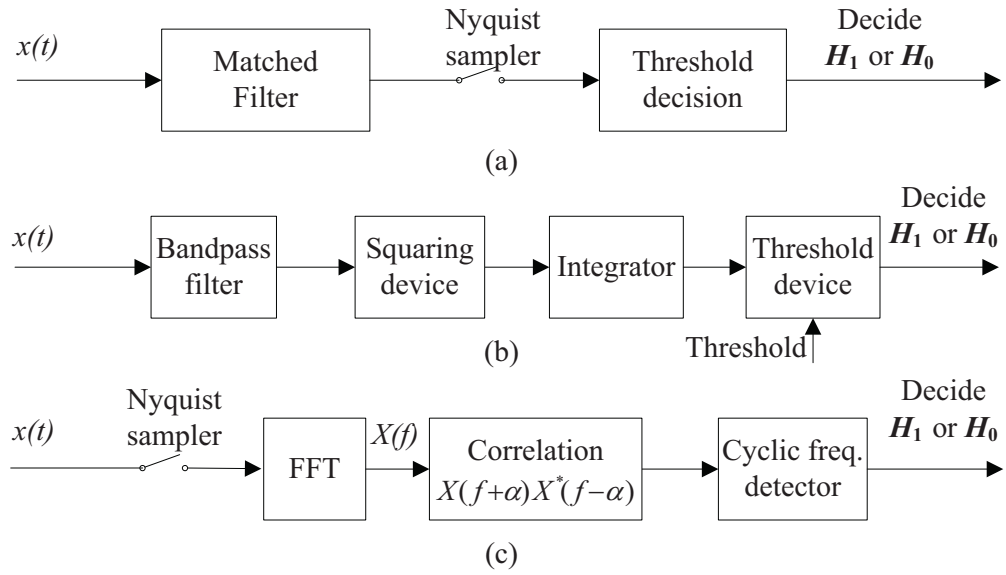 x(t)
Matched
Filter
Nyquist
sampler
Threshold
decision
Decide
H₁ or H₀
(a)
x(t)
Bandpass
filter
Squaring
device
Integrator
Threshold
device
Decide
H₁ or H₀
Threshold
(b)
x(t)
Nyquist
sampler
FFT
X(f)
Correlation
X(f+α)X*(f−α)
Cyclic freq.
detector
Decide
H₁ or H₀
(c)